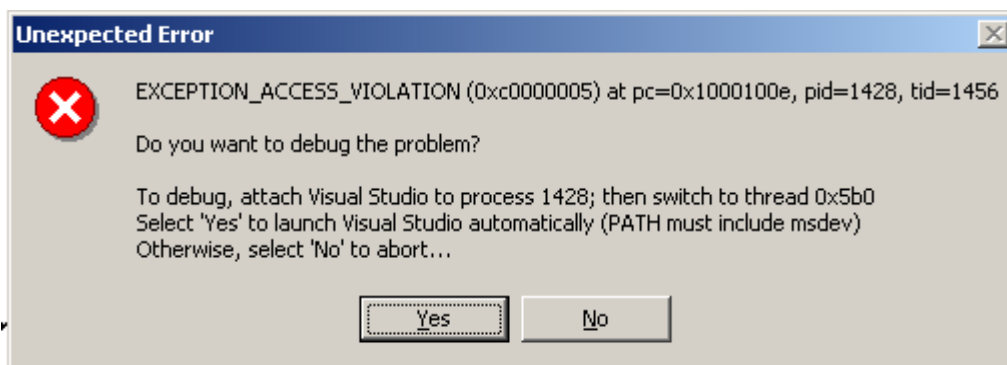 Unexpected Error
EXCEPTION_ACCESS_VIOLATION (0xc0000005) at pc=0x1000100e, pid=1428, tid=1456
Do you want to debug the problem?
To debug, attach Visual Studio to process 1428; then switch to thread 0x5b0
Select 'Yes' to launch Visual Studio automatically (PATH must include msdev)
Otherwise, select 'No' to abort...
Yes
No